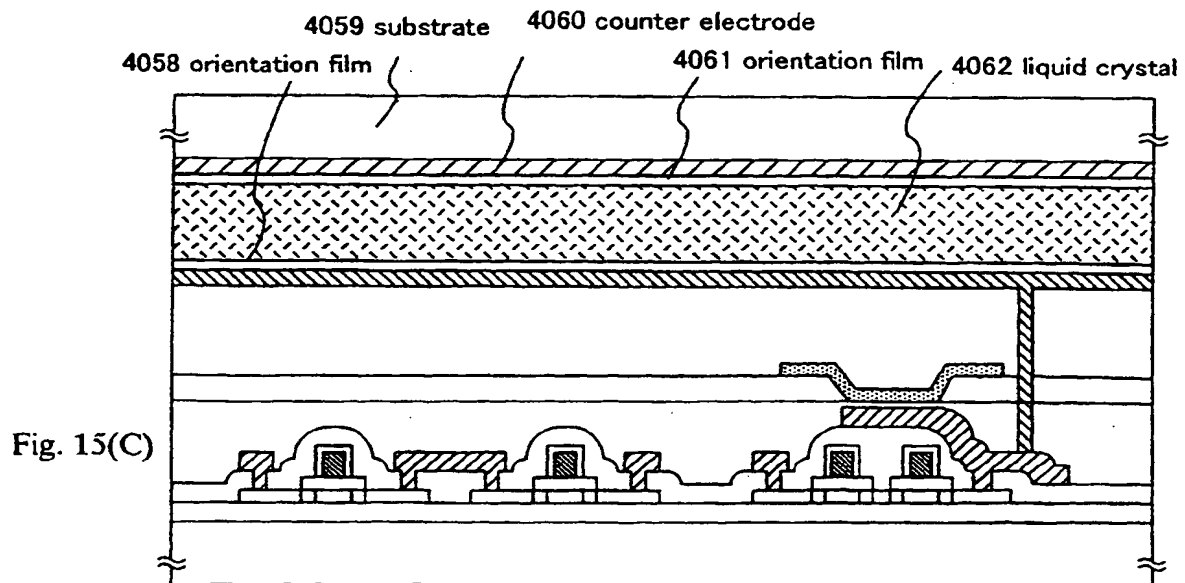 4059 substrate
4060 counter electrode
4058 orientation film
4061 orientation film
4062 liquid crystal
Fig. 15(C)